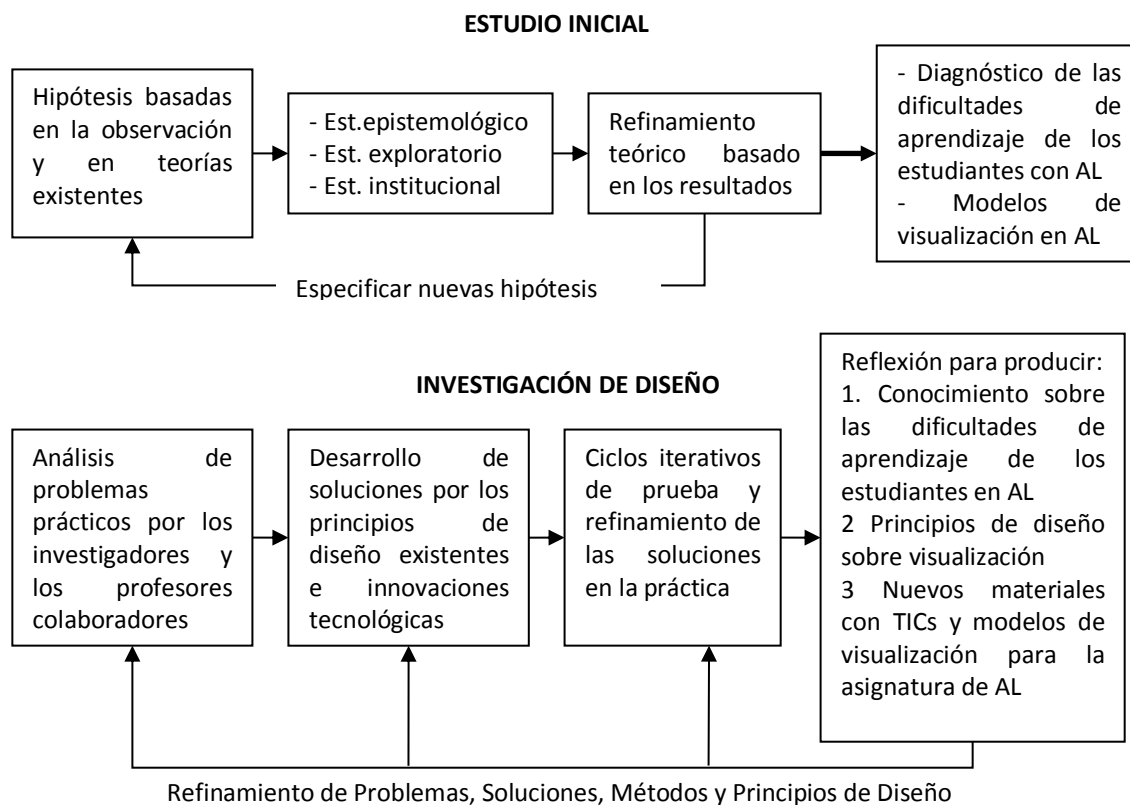 ESTUDIO INICIAL
Hipótesis basadas
en la observación
y en teorías
existentes
- Est.epistemológico
- Est. exploratorio
- Est. institucional
Refinamiento
teórico basado
en los resultados
- Diagnóstico de las
dificultades de
aprendizaje de los
estudiantes con AL
- Modelos de
visualización en AL
Especificar nuevas hipótesis
INVESTIGACIÓN DE DISEÑO
Análisis de
problemas
prácticos por los
investigadores y
los profesores
colaboradores
Desarrollo de
soluciones por los
principios de
diseño existentes
e innovaciones
tecnológicas
Ciclos iterativos
de prueba y
refinamiento de
las soluciones
en la práctica
Reflexión para producir:
1. Conocimiento sobre
las dificultades de
aprendizaje de los
estudiantes en AL
2 Principios de diseño
sobre visualización
3 Nuevos materiales
con TICs y modelos de
visualización para la
asignatura de AL
Refinamiento de Problemas, Soluciones, Métodos y Principios de Diseño